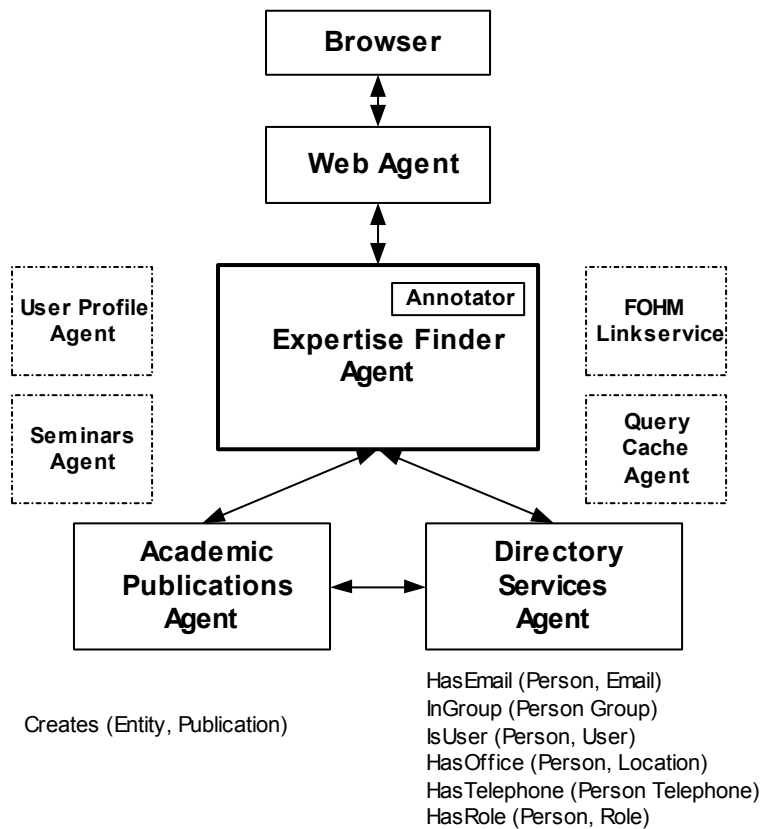 Browser
Web Agent
Annotator
Expertise Finder
Agent
User Profile
Agent
Seminars
Agent
FOHM
Linkservice
Query
Cache
Agent
Academic
Publications
Agent
Directory
Services
Agent
Creates (Entity, Publication)
HasEmail (Person, Email)
InGroup (Person Group)
IsUser (Person, User)
HasOffice (Person, Location)
HasTelephone (Person Telephone)
HasRole (Person, Role)